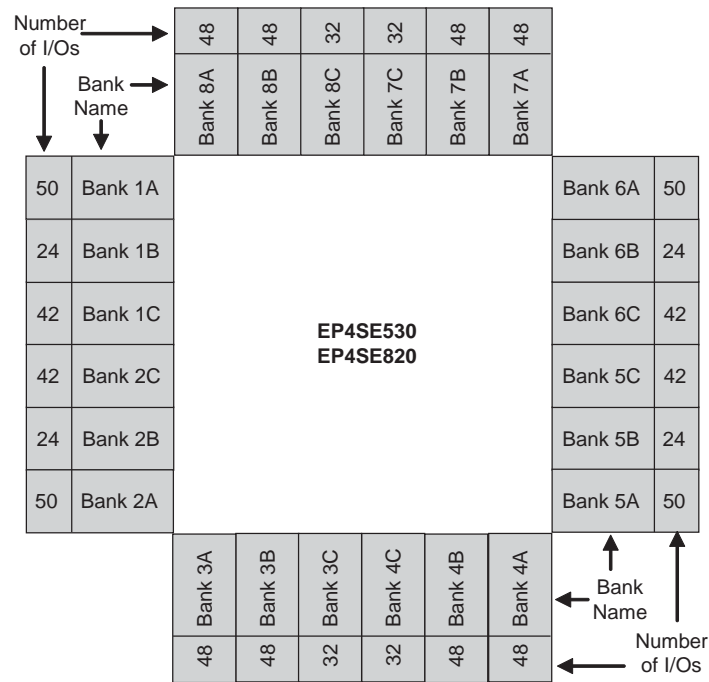 Number
of I/Os
48 48 32 32 48 48
Bank
Name
Bank 8A Bank 8B Bank 8C Bank 7C Bank 7B Bank 7A
50 Bank 1A
24 Bank 1B
42 Bank 1C
42 Bank 2C
24 Bank 2B
50 Bank 2A
EP4SE530
EP4SE820
Bank 6A 50
Bank 6B 24
Bank 6C 42
Bank 5C 42
Bank 5B 24
Bank 5A 50
Bank 3A Bank 3B Bank 3C Bank 4C Bank 4B Bank 4A
Bank
Name
48 48 32 32 48 48
Number
of I/Os